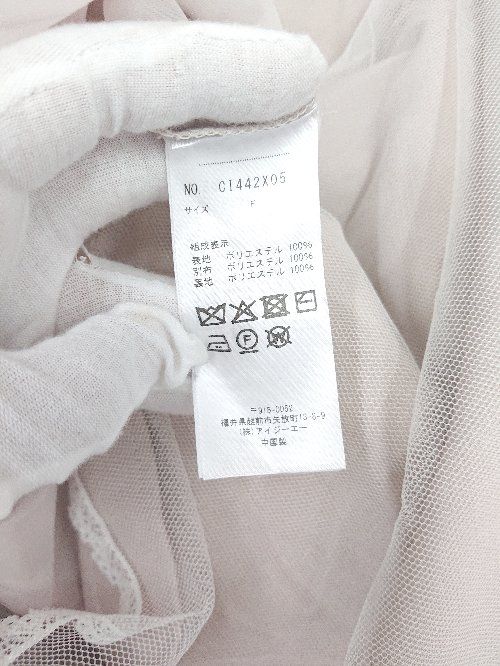 NO. C1442X05
サイズ F
組成表示
表地 ポリエステル 100%
別布 ポリエステル 100%
裏地 ポリエステル 100%
F
W
〒915-0052
福井県越前市矢放町13-8-9
(株)アイジーエー
中国製